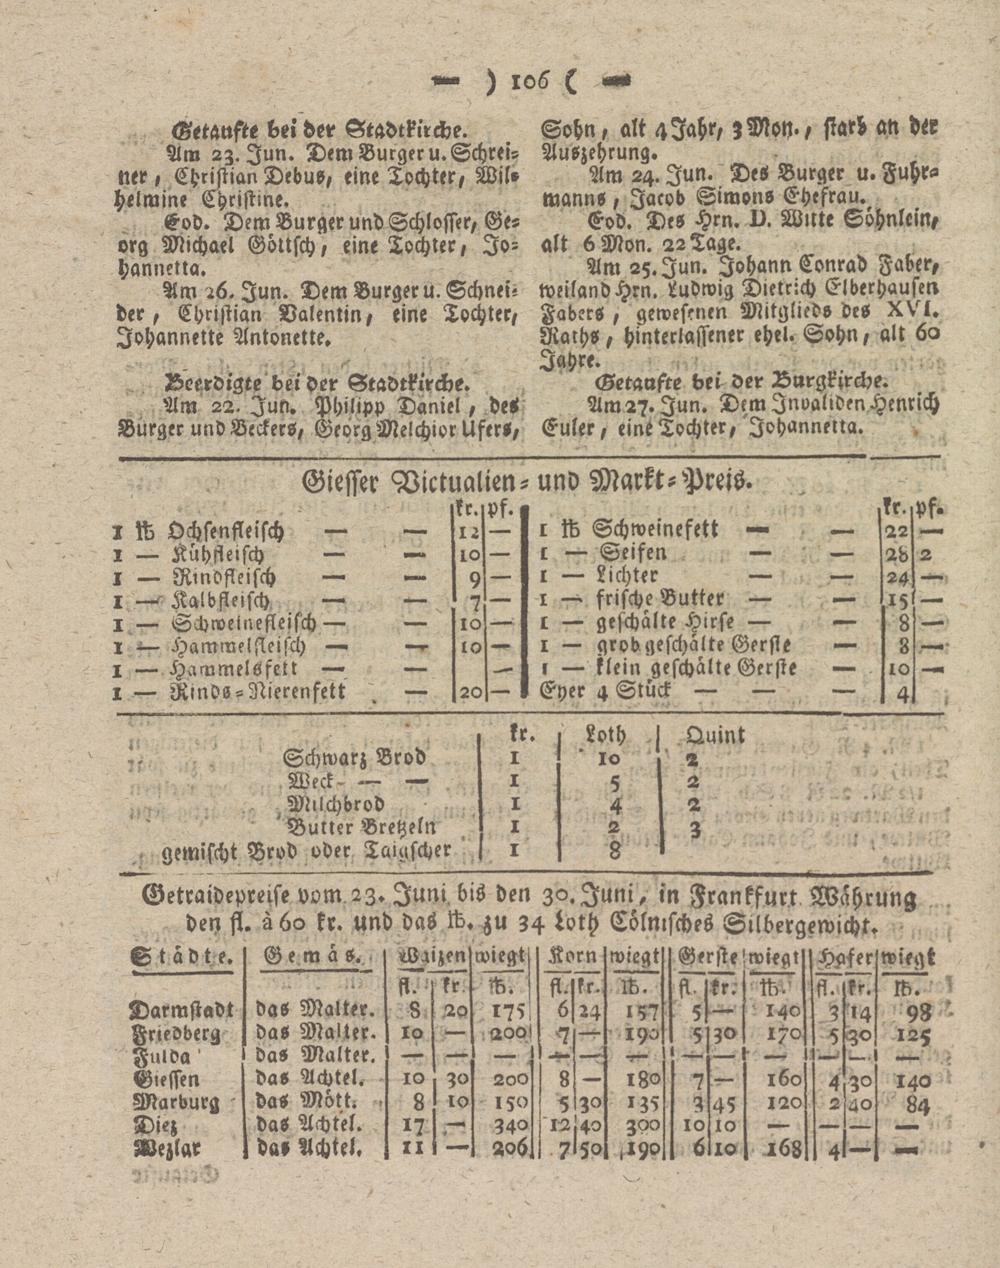 — ) 106 ( —
Getaufte bei der Stadtkirche.
Am 23. Jun. Dem Burger u. Schrei=
ner, Christian Debus, eine Tochter, Wil=
helmine Christine.
Eod. Dem Burger und Schlosser, Ge=
org Michael Göttsch, eine Tochter, Jo=
hannetta.
Am 26. Jun. Dem Burger u. Schnei=
der, Christian Valentin, eine Tochter,
Johannette Antonette.
Beerdigte bei der Stadtkirche.
Am 22. Jun. Philipp Daniel, des
Burger und Beckers, Georg Melchior Ufers,
Sohn, alt 4 Jahr, 3 Mon., starb an der
Auszehrung.
Am 24. Jun. Des Burger u. Fuhr=
manns, Jacob Simons Ehefrau.
Eod. Des Hrn. D. Witte Söhnlein,
alt 6 Mon. 22 Tage.
Am 25. Jun. Johann Conrad Faber,
weiland Hrn. Ludwig Dietrich Elberhausen
Fabers, gewesenen Mitglieds des XVI.
Raths, hinterlassener ehel. Sohn, alt 60
Jahre.
Getaufte bei der Burgkirche.
Am 27. Jun. Dem Invaliden Henrich
Euler, eine Tochter, Johannetta.
Giesser Victualien= und Markt=Preis.
kr. pf.
1 ℔ Ochsenfleisch — — 12 —
1 — Kühfleisch — — 10 —
1 — Rindfleisch — — 9 —
1 — Kalbfleisch — — 7 —
1 — Schweinefleisch — — 10 —
1 — Hammelfleisch — — 10 —
1 — Hammelsfett — — —
1 — Rinds=Nierenfett — 20 —
kr. pf.
1 ℔ Schweinefett — — 22 —
1 — Seifen — — 28 2
1 — Lichter — — 24 —
1 — frische Butter — — 15 —
1 — geschälte Hirse — — 8 —
1 — grob geschälte Gerste — 8 —
1 — klein geschälte Gerste — 10 —
Eyer 4 Stück — — — 4
kr. Loth Quint
Schwarz Brod 1 10 2
Weck — — 1 5 2
Milchbrod 1 4 2
Butter Bretzeln 1 2 3
gemischt Brod oder Taigscher 1 8
Getraidepreise vom 23. Juni bis den 30. Juni, in Frankfurt Währung
den fl. à 60 kr. und das ℔. zu 34 Loth Cölnisches Silbergewicht.
Städte. Gemäs. Waizen wiegt Korn wiegt Gerste wiegt Hafer wiegt
fl. kr. ℔. fl. kr. ℔. fl. kr. ℔. fl. kr. ℔.
Darmstadt das Malter. 8 20 175 6 24 157 5 — 140 3 14 98
Friedberg das Malter. 10 — 200 7 — 190 5 30 170 5 30 125
Fulda das Malter. — — — — — — — — — — — —
Giessen das Achtel. 10 30 200 8 — 180 7 — 160 4 30 140
Marburg das Mött. 8 10 150 5 30 135 3 45 120 2 40 84
Diez das Achtel. 17 — 340 12 40 300 10 10 — — — —
Wezlar das Achtel. 11 — 206 7 50 190 6 10 168 4 — —